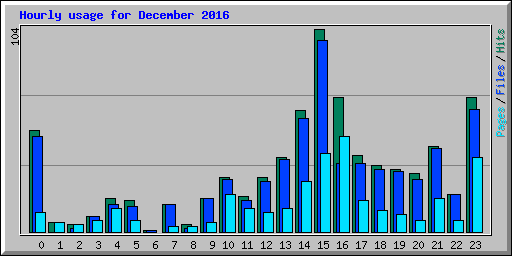 Hourly usage for December 2016
104
Pages/Files/Hits
0 1 2 3 4 5 6 7 8 9 10 11 12 13 14 15 16 17 18 19 20 21 22 23